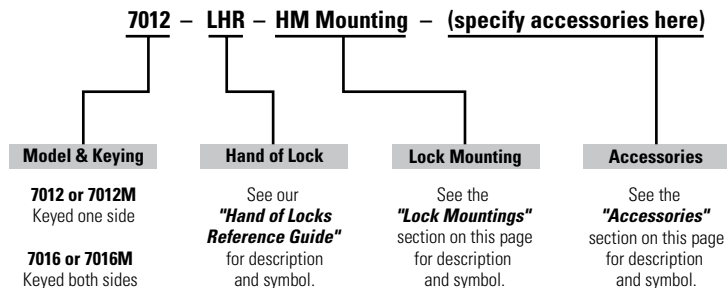 7012 – LHR – HM Mounting – (specify accessories here)
Model & Keying
7012 or 7012M
Keyed one side
7016 or 7016M
Keyed both sides
Hand of Lock
See our
"Hand of Locks
Reference Guide"
for description
and symbol.
Lock Mounting
See the
"Lock Mountings"
section on this page
for description
and symbol.
Accessories
See the
"Accessories"
section on this page
for description
and symbol.